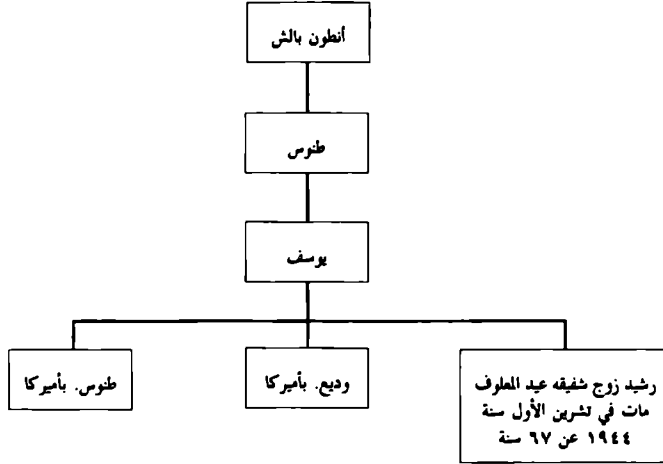 أنطون بالش
طنوس
يوسف
رشيد زوج شفيقه عيد المعلوف
مات في تشرين الأول سنة
١٩٤٤ عن ٦٧ سنة
وديع. بأميركا
طنوس. بأميركا